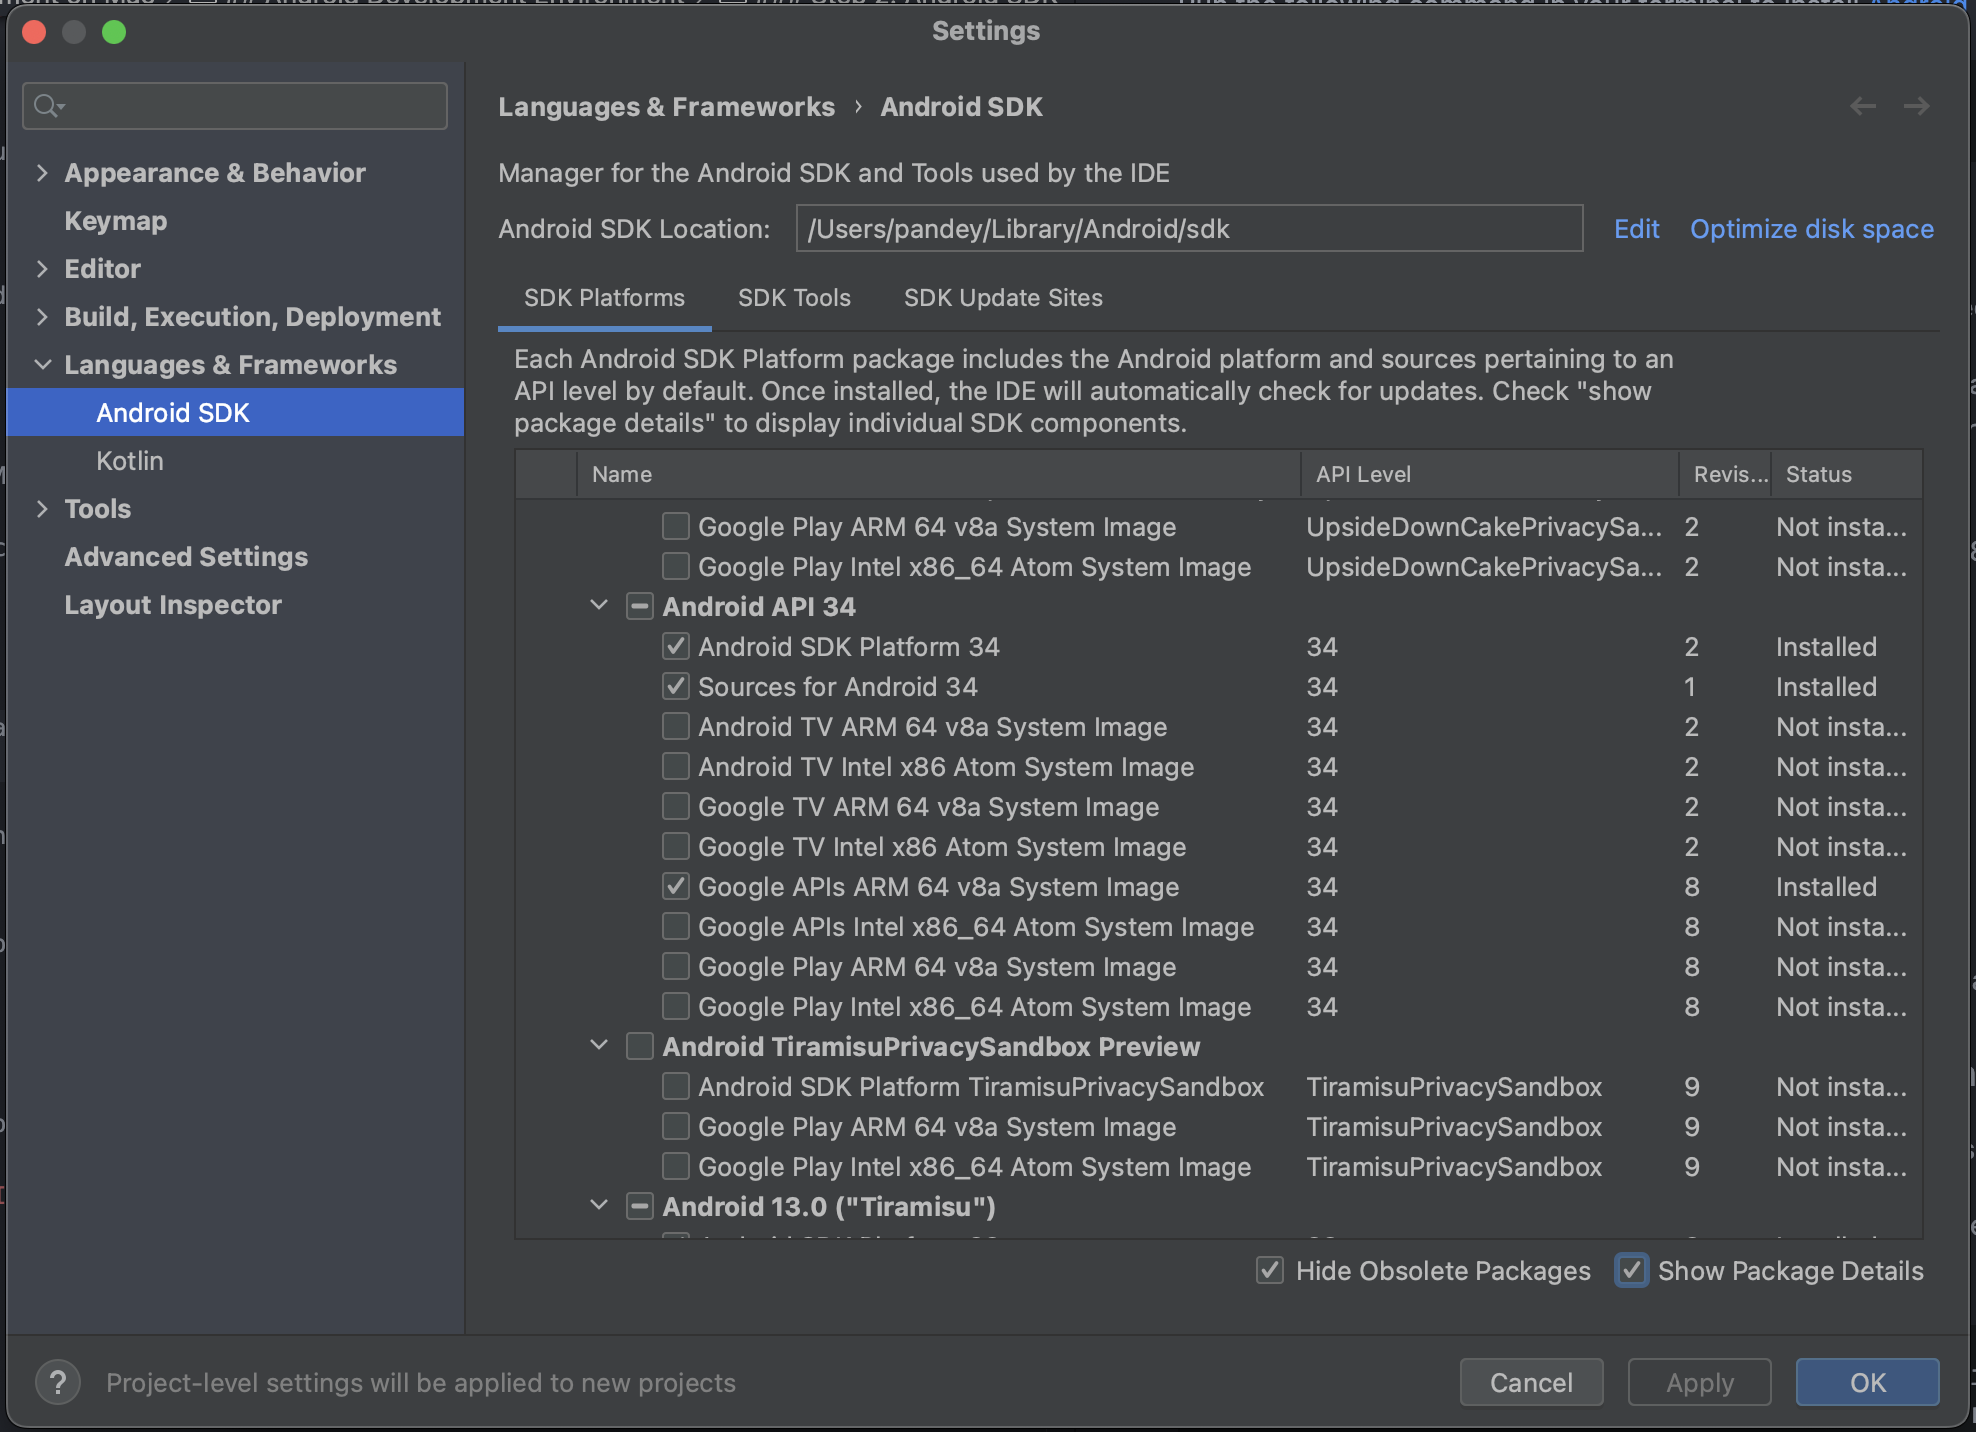 Settings
Appearance & Behavior
Keymap
Editor
Build, Execution, Deployment
Languages & Frameworks
Android SDK
Kotlin
Tools
Advanced Settings
Layout Inspector
Languages & Frameworks › Android SDK
Manager for the Android SDK and Tools used by the IDE
Android SDK Location: /Users/pandey/Library/Android/sdk Edit Optimize disk space
SDK Platforms SDK Tools SDK Update Sites
Each Android SDK Platform package includes the Android platform and sources pertaining to an
API level by default. Once installed, the IDE will automatically check for updates. Check "show
package details" to display individual SDK components.
Name API Level Revis... Status
Google Play ARM 64 v8a System Image UpsideDownCakePrivacySa... 2 Not insta...
Google Play Intel x86_64 Atom System Image UpsideDownCakePrivacySa... 2 Not insta...
Android API 34
Android SDK Platform 34 34 2 Installed
Sources for Android 34 34 1 Installed
Android TV ARM 64 v8a System Image 34 2 Not insta...
Android TV Intel x86 Atom System Image 34 2 Not insta...
Google TV ARM 64 v8a System Image 34 2 Not insta...
Google TV Intel x86 Atom System Image 34 2 Not insta...
Google APIs ARM 64 v8a System Image 34 8 Installed
Google APIs Intel x86_64 Atom System Image 34 8 Not insta...
Google Play ARM 64 v8a System Image 34 8 Not insta...
Google Play Intel x86_64 Atom System Image 34 8 Not insta...
Android TiramisuPrivacySandbox Preview
Android SDK Platform TiramisuPrivacySandbox TiramisuPrivacySandbox 9 Not insta...
Google Play ARM 64 v8a System Image TiramisuPrivacySandbox 9 Not insta...
Google Play Intel x86_64 Atom System Image TiramisuPrivacySandbox 9 Not insta...
Android 13.0 ("Tiramisu")
Hide Obsolete Packages Show Package Details
? Project-level settings will be applied to new projects
Cancel Apply OK